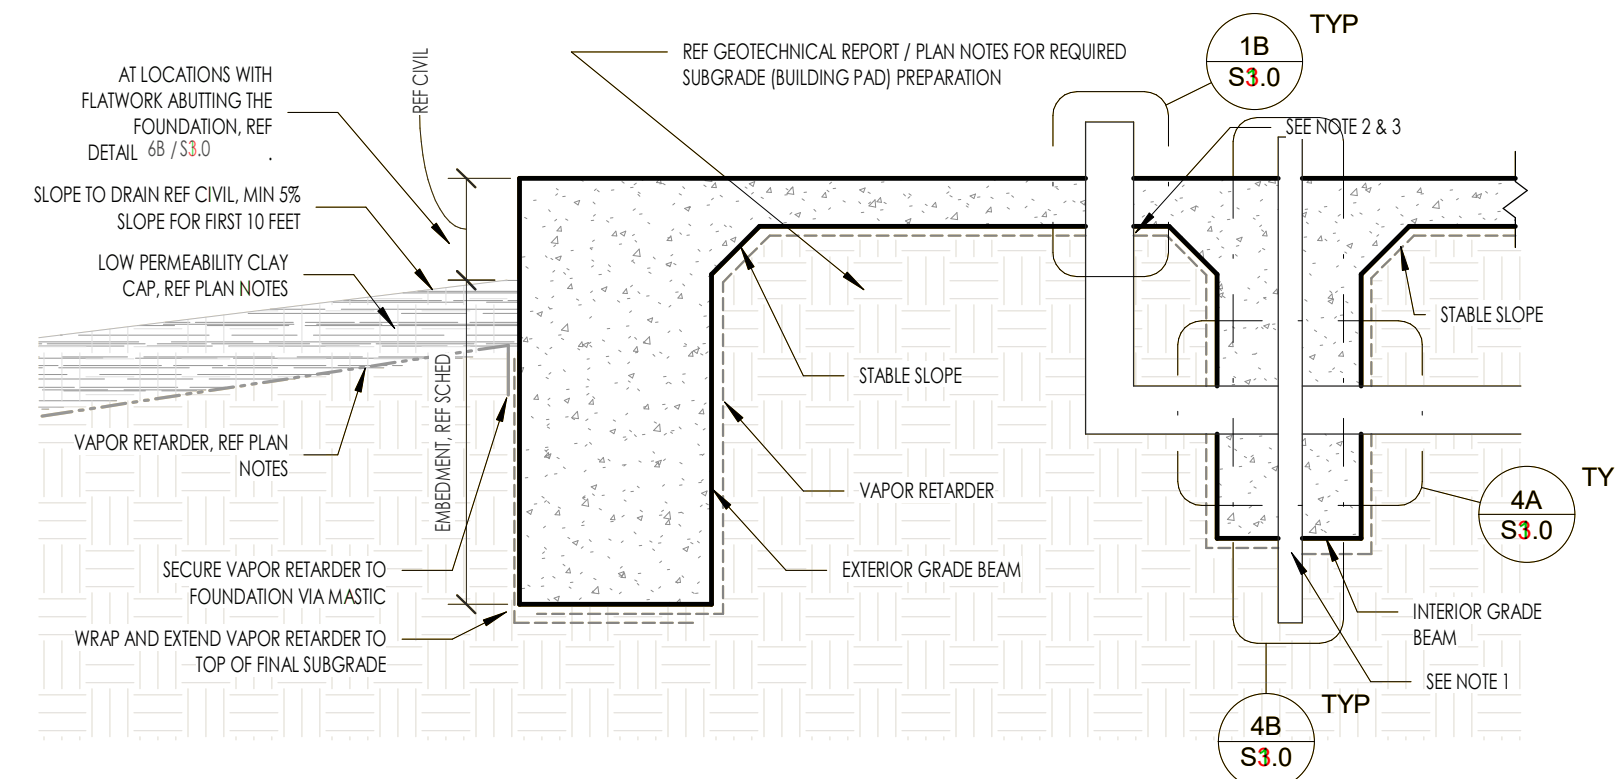 TYP
1B
S3.0
REF GEOTECHNICAL REPORT / PLAN NOTES FOR REQUIRED
SUBGRADE (BUILDING PAD) PREPARATION
REF CIVIL
AT LOCATIONS WITH
FLATWORK ABUTTING THE
FOUNDATION, REF
DETAIL 6B / S3.0 .
SEE NOTE 2 & 3
SLOPE TO DRAIN REF CIVIL, MIN 5%
SLOPE FOR FIRST 10 FEET
LOW PERMEABILITY CLAY
CAP, REF PLAN NOTES
STABLE SLOPE
STABLE SLOPE
EMBEDMENT, REF SCHED
VAPOR RETARDER, REF PLAN
NOTES
VAPOR RETARDER
TY
4A
S3.0
SECURE VAPOR RETARDER TO
FOUNDATION VIA MASTIC
EXTERIOR GRADE BEAM
WRAP AND EXTEND VAPOR RETARDER TO
TOP OF FINAL SUBGRADE
INTERIOR GRADE
BEAM
SEE NOTE 1
TYP
4B
S3.0